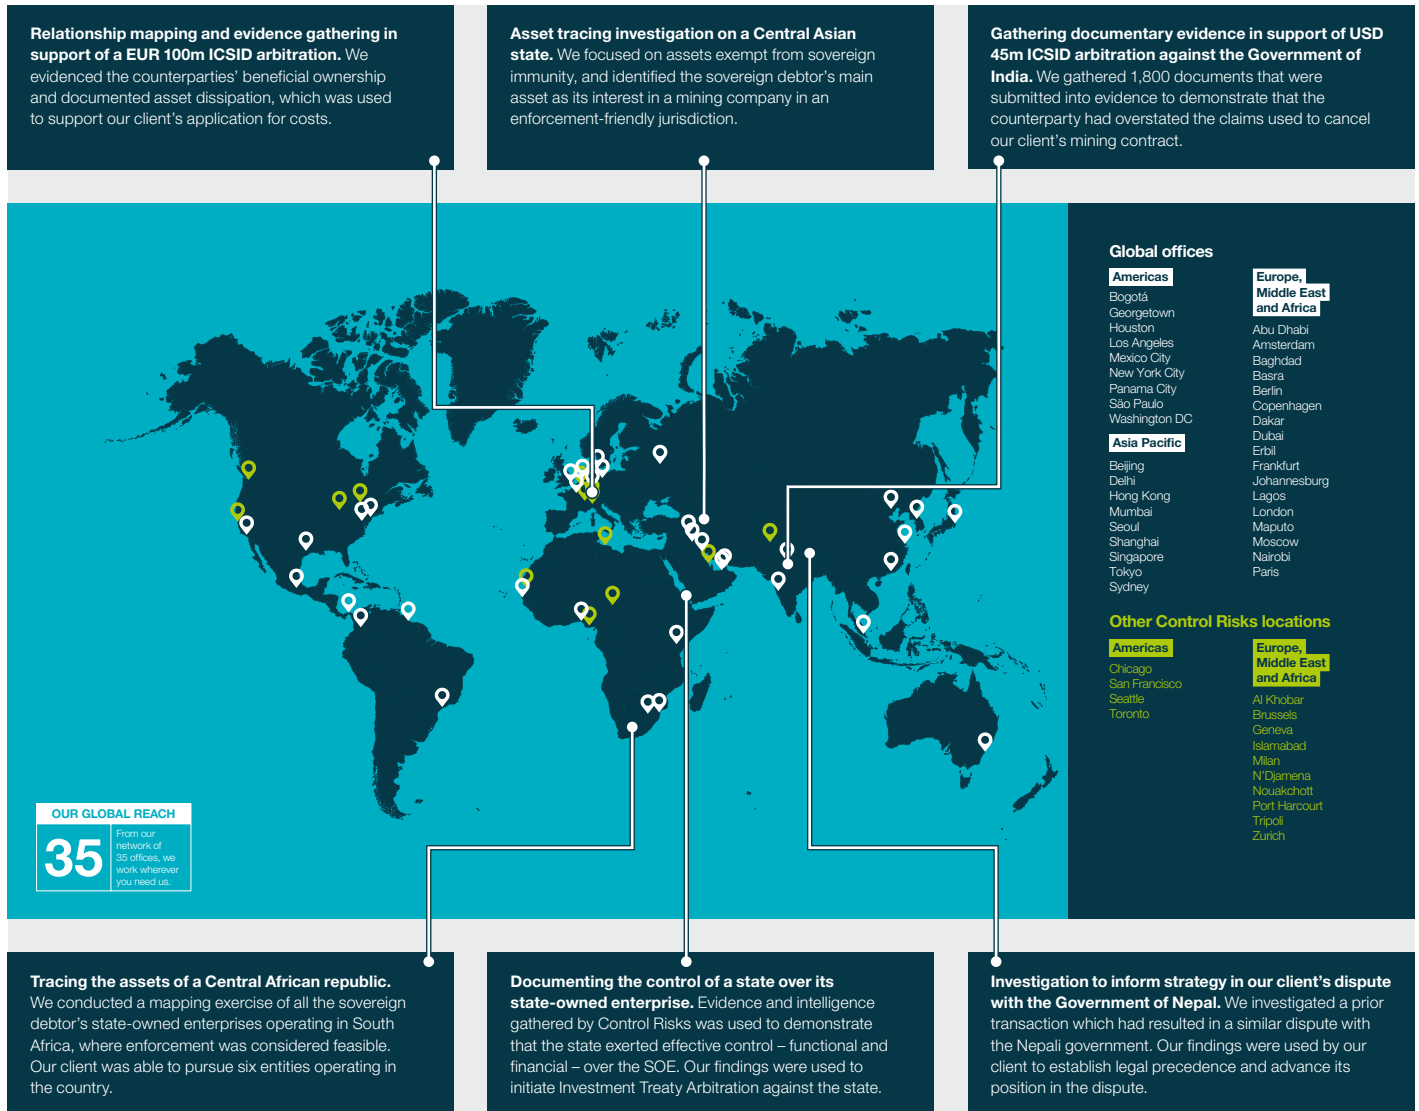 Relationship mapping and evidence gathering in
support of a EUR 100m ICSID arbitration. We
evidenced the counterparties’ beneficial ownership
and documented asset dissipation, which was used
to support our client’s application for costs.
Asset tracing investigation on a Central Asian
state. We focused on assets exempt from sovereign
immunity, and identified the sovereign debtor’s main
asset as its interest in a mining company in an
enforcement-friendly jurisdiction.
Gathering documentary evidence in support of USD
45m ICSID arbitration against the Government of
India. We gathered 1,800 documents that were
submitted into evidence to demonstrate that the
counterparty had overstated the claims used to cancel
our client’s mining contract.
Global offices
Americas
Bogotá
Georgetown
Houston
Los Angeles
Mexico City
New York City
Panama City
São Paulo
Washington DC
Asia Pacific
Beijing
Delhi
Hong Kong
Mumbai
Seoul
Shanghai
Singapore
Tokyo
Sydney
Europe,
Middle East
and Africa
Abu Dhabi
Amsterdam
Baghdad
Basra
Berlin
Copenhagen
Dakar
Dubai
Erbil
Frankfurt
Johannesburg
Lagos
London
Maputo
Moscow
Nairobi
Paris
Other Control Risks locations
Americas
Chicago
San Francisco
Seattle
Toronto
Europe,
Middle East
and Africa
Al Khobar
Brussels
Geneva
Islamabad
Milan
N’Djamena
Nouakchott
Port Harcourt
Tripoli
Zurich
OUR GLOBAL REACH
35
From our
network of
35 offices, we
work wherever
you need us.
Tracing the assets of a Central African republic.
We conducted a mapping exercise of all the sovereign
debtor’s state-owned enterprises operating in South
Africa, where enforcement was considered feasible.
Our client was able to pursue six entities operating in
the country.
Documenting the control of a state over its
state-owned enterprise. Evidence and intelligence
gathered by Control Risks was used to demonstrate
that the state exerted effective control – functional and
financial – over the SOE. Our findings were used to
initiate Investment Treaty Arbitration against the state.
Investigation to inform strategy in our client’s dispute
with the Government of Nepal. We investigated a prior
transaction which had resulted in a similar dispute with
the Nepali government. Our findings were used by our
client to establish legal precedence and advance its
position in the dispute.